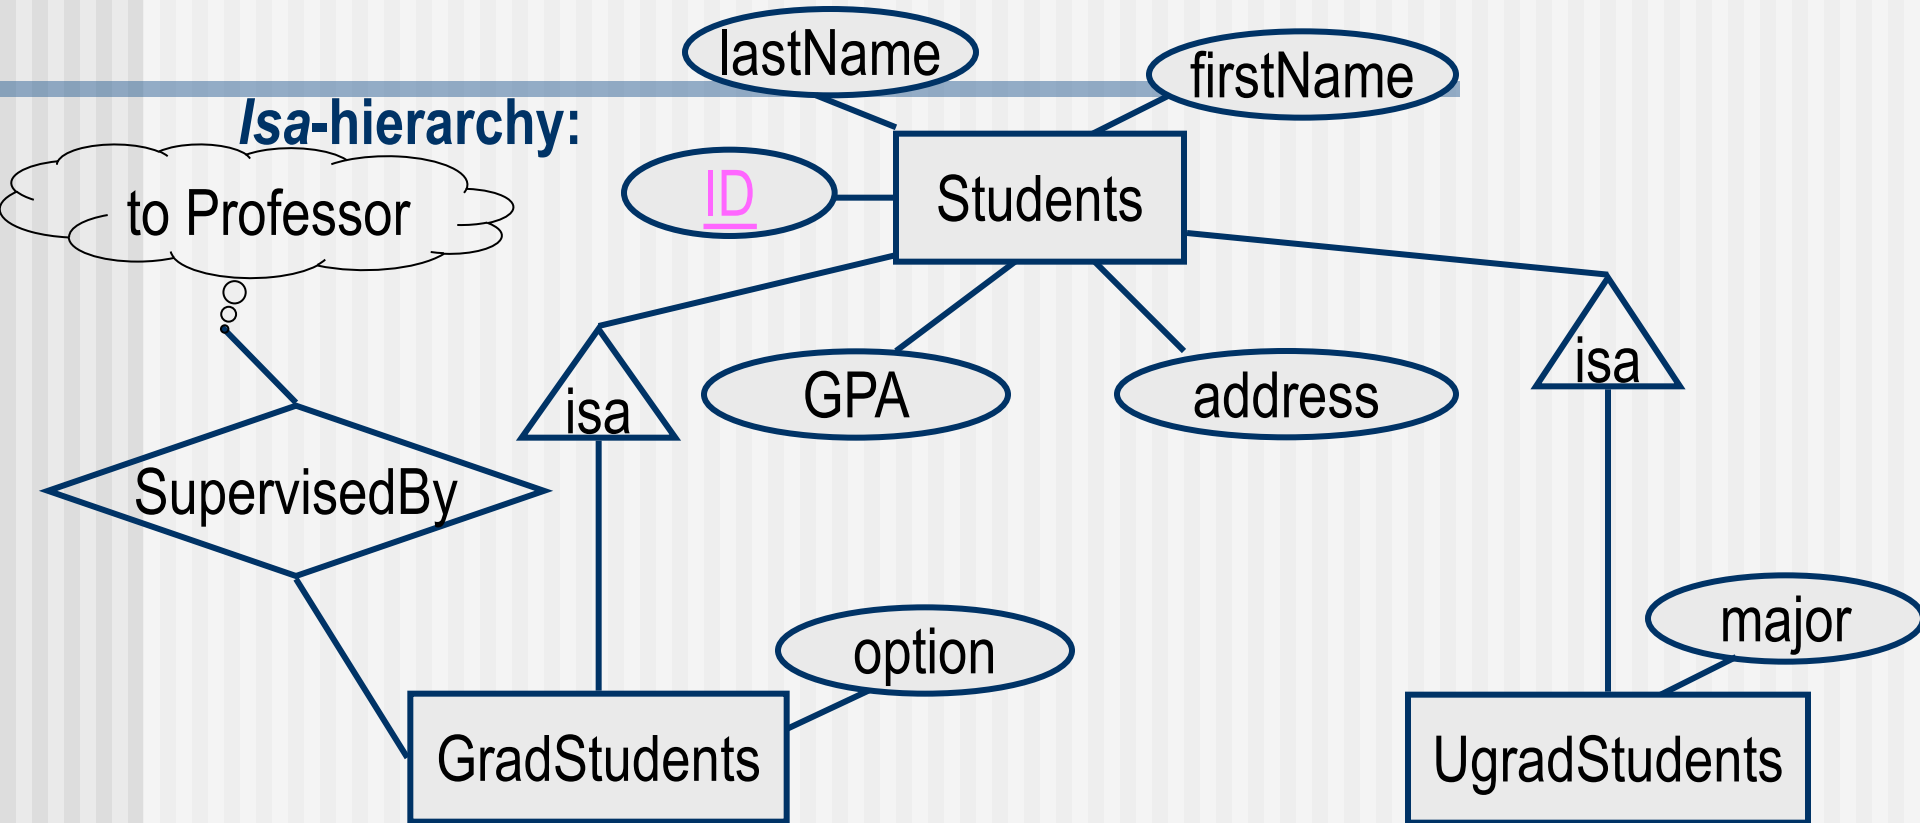 lastName
firstName
Isa-hierarchy:
to Professor
ID
Students
isa
GPA
address
isa
SupervisedBy
option
major
GradStudents
UgradStudents